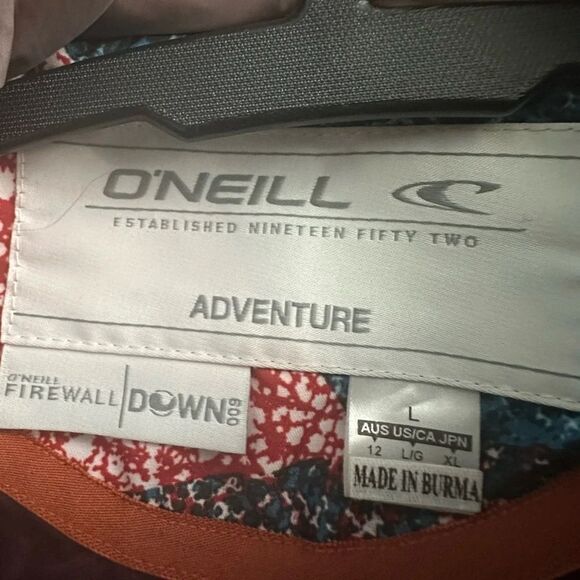 O'NEILL
ESTABLISHED NINETEEN FIFTY TWO
ADVENTURE
O'NEILL
FIREWALL DOWN 600
L
AUS US/CA JPN
12 L/G XL
MADE IN BURMA